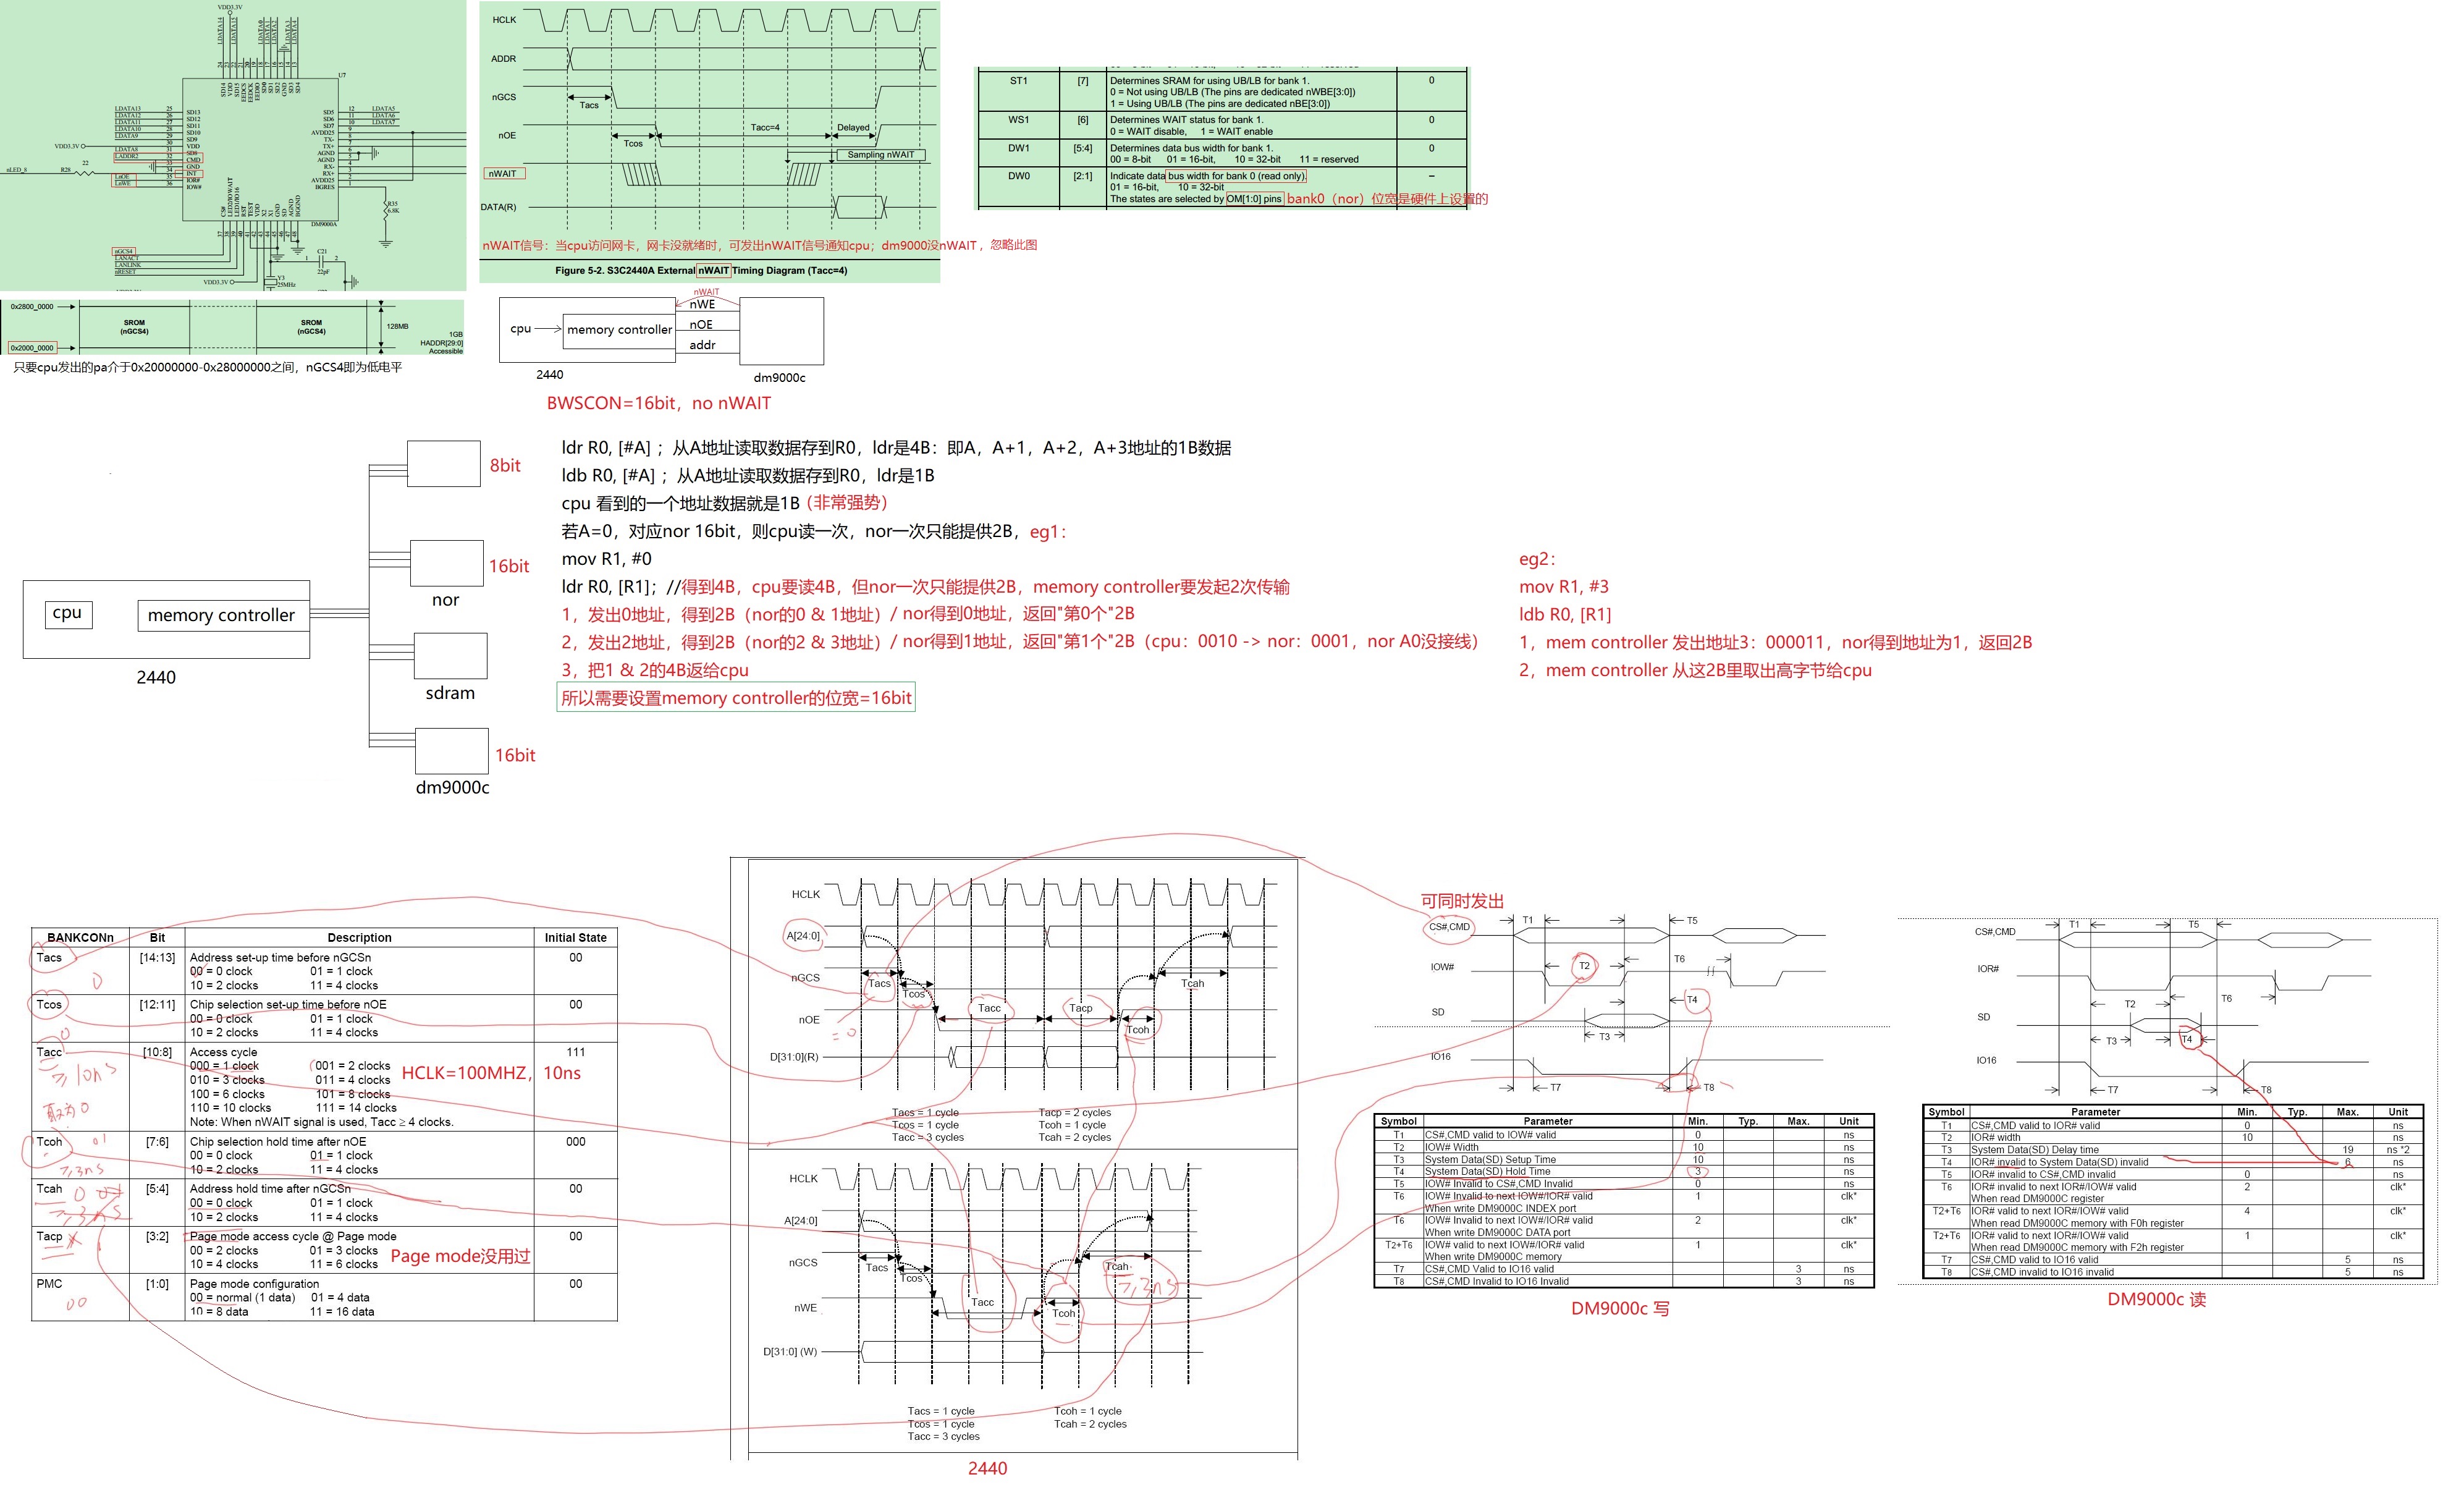 VDD3.3V
LDATA14
LDATA15
LDATA0
LDATA1
LDATA2
LDATA3
LDATA4
U7
LDATA13 25 SD13
LDATA12 26 SD12
LDATA11 27 SD11
LDATA10 28 SD10
LDATA9 29 SD9
VDD3.3V 30 VDD
LDATA8 31 SD8
LADDR2 32 CMD
33 GND
34 INT
LnOE 35 IOR#
LnWE 36 IOW#
nLED_8 R28 22
SD5 12 LDATA5
SD6 11 LDATA6
SD7 10 LDATA7
AVDD25 9
TX- 8
TX+ 7
AGND 6
AGND 5
RX- 4
RX+ 3
AVDD25 2
BGRES 1
R35
6.8K
DM9000A
nGCS4
LANACT
LANLINK
nRESET
VDD3.3V
Y3
25MHz
C21
22pF
0x2800_0000
SROM
(nGCS4)
SROM
(nGCS4)
128MB
1GB
HADDR[29:0]
Accessible
0x2000_0000
只要cpu发出的pa介于0x20000000-0x28000000之间，nGCS4即为低电平
HCLK
ADDR
nGCS
Tacs
nOE
Tcos
Tacc=4
Delayed
Sampling nWAIT
nWAIT
DATA(R)
nWAIT信号：当cpu访问网卡，网卡没就绪时，可发出nWAIT信号通知cpu；dm9000没nWAIT，忽略此图
Figure 5-2. S3C2440A External nWAIT Timing Diagram (Tacc=4)
ST1 [7] Determines SRAM for using UB/LB for bank 1. 0
0 = Not using UB/LB (The pins are dedicated nWBE[3:0])
1 = Using UB/LB (The pins are dedicated nBE[3:0])
WS1 [6] Determines WAIT status for bank 1. 0
0 = WAIT disable, 1 = WAIT enable
DW1 [5:4] Determines data bus width for bank 1. 0
00 = 8-bit 01 = 16-bit, 10 = 32-bit 11 = reserved
DW0 [2:1] Indicate data bus width for bank 0 (read only). –
01 = 16-bit, 10 = 32-bit
The states are selected by OM[1:0] pins bank0（nor）位宽是硬件上设置的
nWAIT
nWE
cpu
memory controller
nOE
addr
2440
dm9000c
BWSCON=16bit，no nWAIT
8bit
16bit
nor
cpu
memory controller
2440
sdram
16bit
dm9000c
ldr R0, [#A]；从A地址读取数据存到R0，ldr是4B：即A，A+1，A+2，A+3地址的1B数据
ldb R0, [#A]；从A地址读取数据存到R0，ldr是1B
cpu 看到的一个地址数据就是1B（非常强势）
若A=0，对应nor 16bit，则cpu读一次，nor一次只能提供2B，eg1：
mov R1, #0
ldr R0, [R1]；//得到4B，cpu要读4B，但nor一次只能提供2B，memory controller要发起2次传输
1，发出0地址，得到2B（nor的0 & 1地址）/ nor得到0地址，返回"第0个"2B
2，发出2地址，得到2B（nor的2 & 3地址）/ nor得到1地址，返回"第1个"2B（cpu：0010 -> nor：0001，nor A0没接线）
3，把1 & 2的4B返给cpu
所以需要设置memory controller的位宽=16bit
eg2：
mov R1, #3
ldb R0, [R1]
1，mem controller 发出地址3：000011，nor得到地址为1，返回2B
2，mem controller 从这2B里取出高字节给cpu
BANKCONn Bit Description Initial State
Tacs [14:13] Address set-up time before nGCSn 00
00 = 0 clock 01 = 1 clock
10 = 2 clocks 11 = 4 clocks
0
Tcos [12:11] Chip selection set-up time before nOE 00
00 = 0 clock 01 = 1 clock
10 = 2 clocks 11 = 4 clocks
0
Tacc [10:8] Access cycle 111
000 = 1 clock 001 = 2 clocks
010 = 3 clocks 011 = 4 clocks
100 = 6 clocks 101 = 8 clocks
110 = 10 clocks 111 = 14 clocks
Note: When nWAIT signal is used, Tacc ≥ 4 clocks.
HCLK=100MHZ，10ns
≥10ns
取为0
Tcoh [7:6] Chip selection hold time after nOE 000
00 = 0 clock 01 = 1 clock
10 = 2 clocks 11 = 4 clocks
01
≥3ns
Tcah [5:4] Address hold time after nGCSn 00
00 = 0 clock 01 = 1 clock
10 = 2 clocks 11 = 4 clocks
0
≥3ns
Tacp [3:2] Page mode access cycle @ Page mode 00
00 = 2 clocks 01 = 3 clocks
10 = 4 clocks 11 = 6 clocks
Page mode没用过
PMC [1:0] Page mode configuration 00
00 = normal (1 data) 01 = 4 data
10 = 8 data 11 = 16 data
00
HCLK
A[24:0]
nGCS
Tacs
Tcos
Tcah
nOE
Tacc
Tacp
Tcoh
=0
D[31:0](R)
Tacs = 1 cycle Tacp = 2 cycles
Tcos = 1 cycle Tcoh = 1 cycle
Tacc = 3 cycles Tcah = 2 cycles
HCLK
A[24:0]
nGCS
Tacs
Tcos
Tcah
≥3ns
nWE
Tacc
Tcoh
D[31:0] (W)
Tacs = 1 cycle Tcoh = 1 cycle
Tcos = 1 cycle Tcah = 2 cycles
Tacc = 3 cycles
2440
可同时发出
CS#,CMD
T1
T5
IOW#
T2
T6
SD
T4
T3
IO16
T7
T8
Symbol Parameter Min. Typ. Max. Unit
T1 CS#,CMD valid to IOW# valid 0 ns
T2 IOW# Width 10 ns
T3 System Data(SD) Setup Time 10 ns
T4 System Data(SD) Hold Time 3 ns
T5 IOW# Invalid to CS#,CMD Invalid 0 ns
T6 IOW# Invalid to next IOW#/IOR# valid 1 clk*
When write DM9000C INDEX port
T6 IOW# Invalid to next IOW#/IOR# valid 2 clk*
When write DM9000C DATA port
T2+T6 IOW# valid to next IOW#/IOR# valid 1 clk*
When write DM9000C memory
T7 CS#,CMD Valid to IO16 valid 3 ns
T8 CS#,CMD Invalid to IO16 Invalid 3 ns
DM9000c 写
CS#,CMD
T1
T5
IOR#
T2
T6
SD
T3
T4
IO16
T7
T8
Symbol Parameter Min. Typ. Max. Unit
T1 CS#,CMD valid to IOR# valid 0 ns
T2 IOR# width 10 ns
T3 System Data(SD) Delay time 19 ns *2
T4 IOR# invalid to System Data(SD) invalid 6 ns
T5 IOR# invalid to CS#,CMD invalid 0 ns
T6 IOR# invalid to next IOR#/IOW# valid 2 clk*
When read DM9000C register
T2+T6 IOR# valid to next IOR#/IOW# valid 4 clk*
When read DM9000C memory with F0h register
T2+T6 IOR# valid to next IOR#/IOW# valid 1 clk*
When read DM9000C memory with F2h register
T7 CS#,CMD valid to IO16 valid 5 ns
T8 CS#,CMD invalid to IO16 invalid 5 ns
DM9000c 读